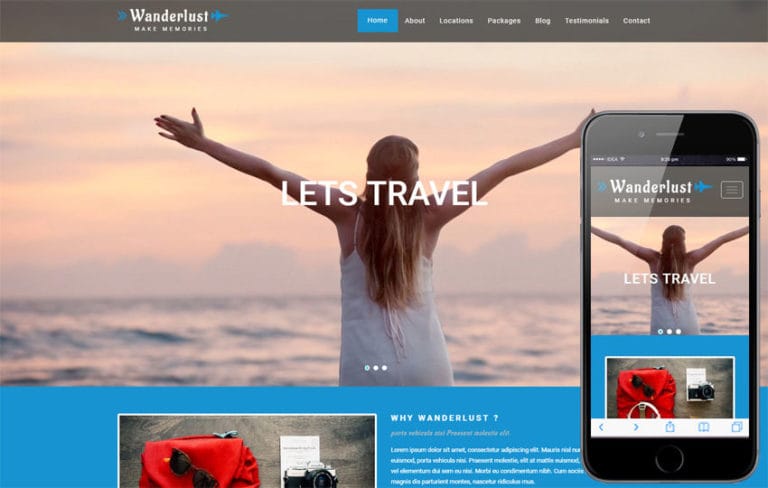 Wanderlust
MAKE MEMORIES
Home About Locations Packages Blog Testimonials Contact
LETS TRAVEL
WHY WANDERLUST ?
porta vehicula nisi Praesent molestie elit
Lorem ipsum dolor sit amet, consectetur adipiscing elit. Mauris nisl nun
euismod, porta vehicula nisi. Praesent molestie, elit at mattis euismod,
vel elementum dui sem eu nisi. Morbi eu condimentum nibh. Cum sociis
magnis dis parturient montes, nascetur ridiculus mus.
IDEA 9:25 pm 90%
Wanderlust
MAKE MEMORIES
LETS TRAVEL